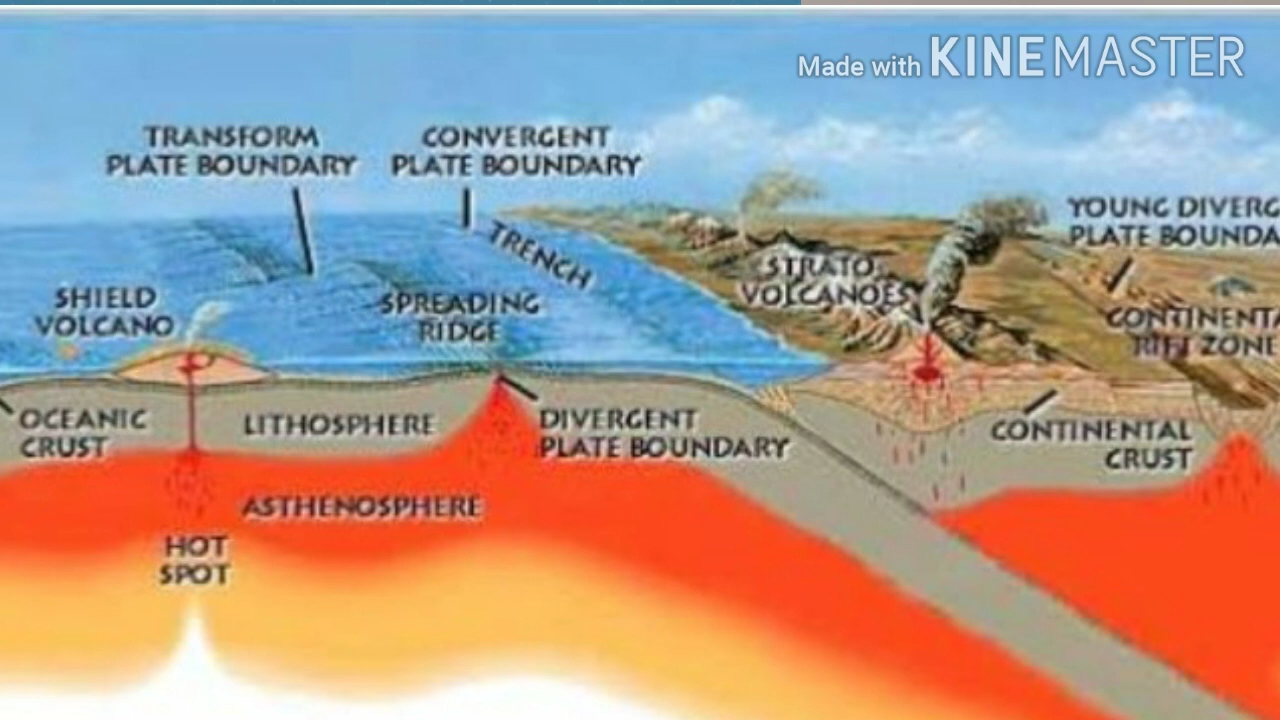 Made with KINEMASTER
TRANSFORM
PLATE BOUNDARY
CONVERGENT
PLATE BOUNDARY
YOUNG DIVERG
PLATE BOUNDA
TRENCH
STRATO
VOLCANOES
SHIELD
VOLCANO
SPREADING
RIDGE
CONTINENTA
RIFT ZONE
OCEANIC
CRUST
LITHOSPHERE
DIVERGENT
PLATE BOUNDARY
CONTINENTAL
CRUST
ASTHENOSPHERE
HOT
SPOT